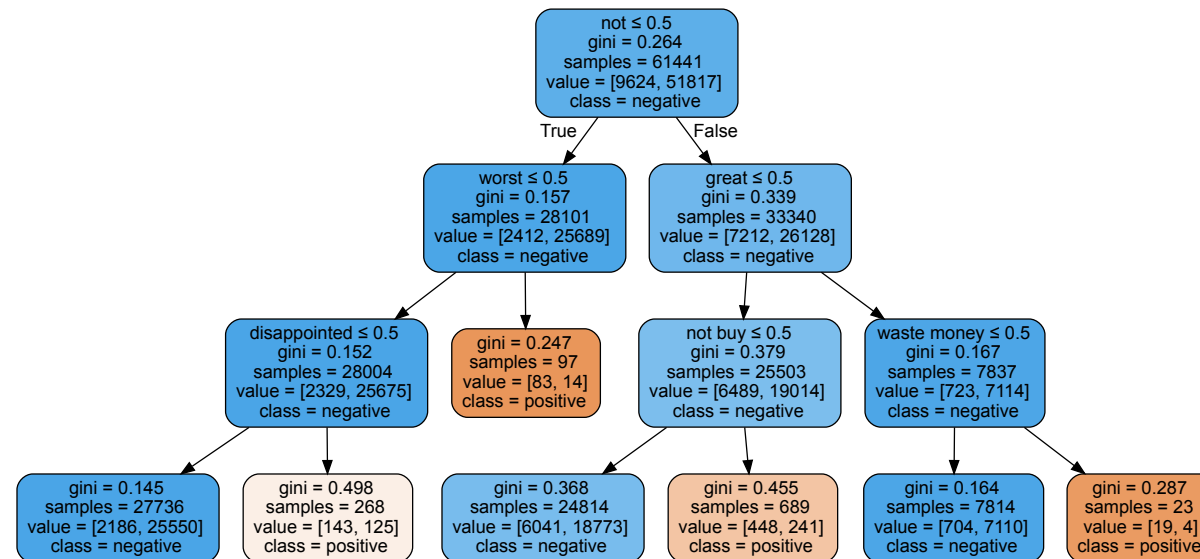 not ≤ 0.5
gini = 0.264
samples = 61441
value = [9624, 51817]
class = negative
True
False
worst ≤ 0.5
gini = 0.157
samples = 28101
value = [2412, 25689]
class = negative
great ≤ 0.5
gini = 0.339
samples = 33340
value = [7212, 26128]
class = negative
disappointed ≤ 0.5
gini = 0.152
samples = 28004
value = [2329, 25675]
class = negative
gini = 0.247
samples = 97
value = [83, 14]
class = positive
not buy ≤ 0.5
gini = 0.379
samples = 25503
value = [6489, 19014]
class = negative
waste money ≤ 0.5
gini = 0.167
samples = 7837
value = [723, 7114]
class = negative
gini = 0.145
samples = 27736
value = [2186, 25550]
class = negative
gini = 0.498
samples = 268
value = [143, 125]
class = positive
gini = 0.368
samples = 24814
value = [6041, 18773]
class = negative
gini = 0.455
samples = 689
value = [448, 241]
class = positive
gini = 0.164
samples = 7814
value = [704, 7110]
class = negative
gini = 0.287
samples = 23
value = [19, 4]
class = positive